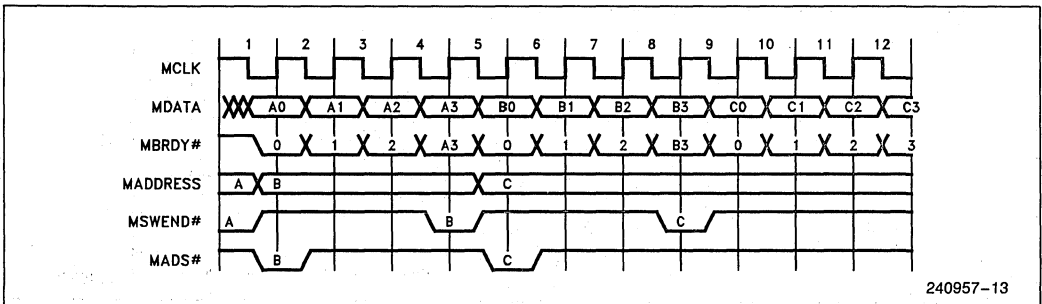 1 2 3 4 5 6 7 8 9 10 11 12
MCLK
MDATA A0 A1 A2 A3 B0 B1 B2 B3 C0 C1 C2 C3
MBRDY# 0 1 2 A3 0 1 2 B3 0 1 2 3
MADDRESS A B C
MSWEND# A B C
MADS# B C
240957-13